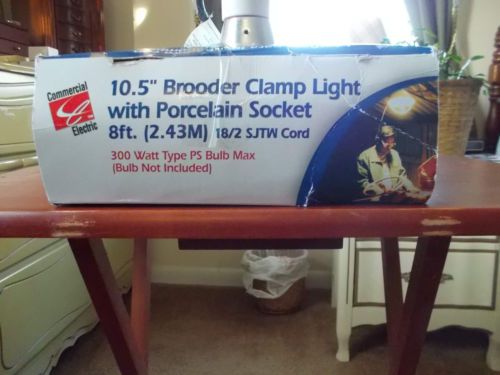 Commercial
Electric
10.5" Brooder Clamp Light
with Porcelain Socket
8ft. (2.43M) 18/2 SJTW Cord
300 Watt Type PS Bulb Max
(Bulb Not Included)